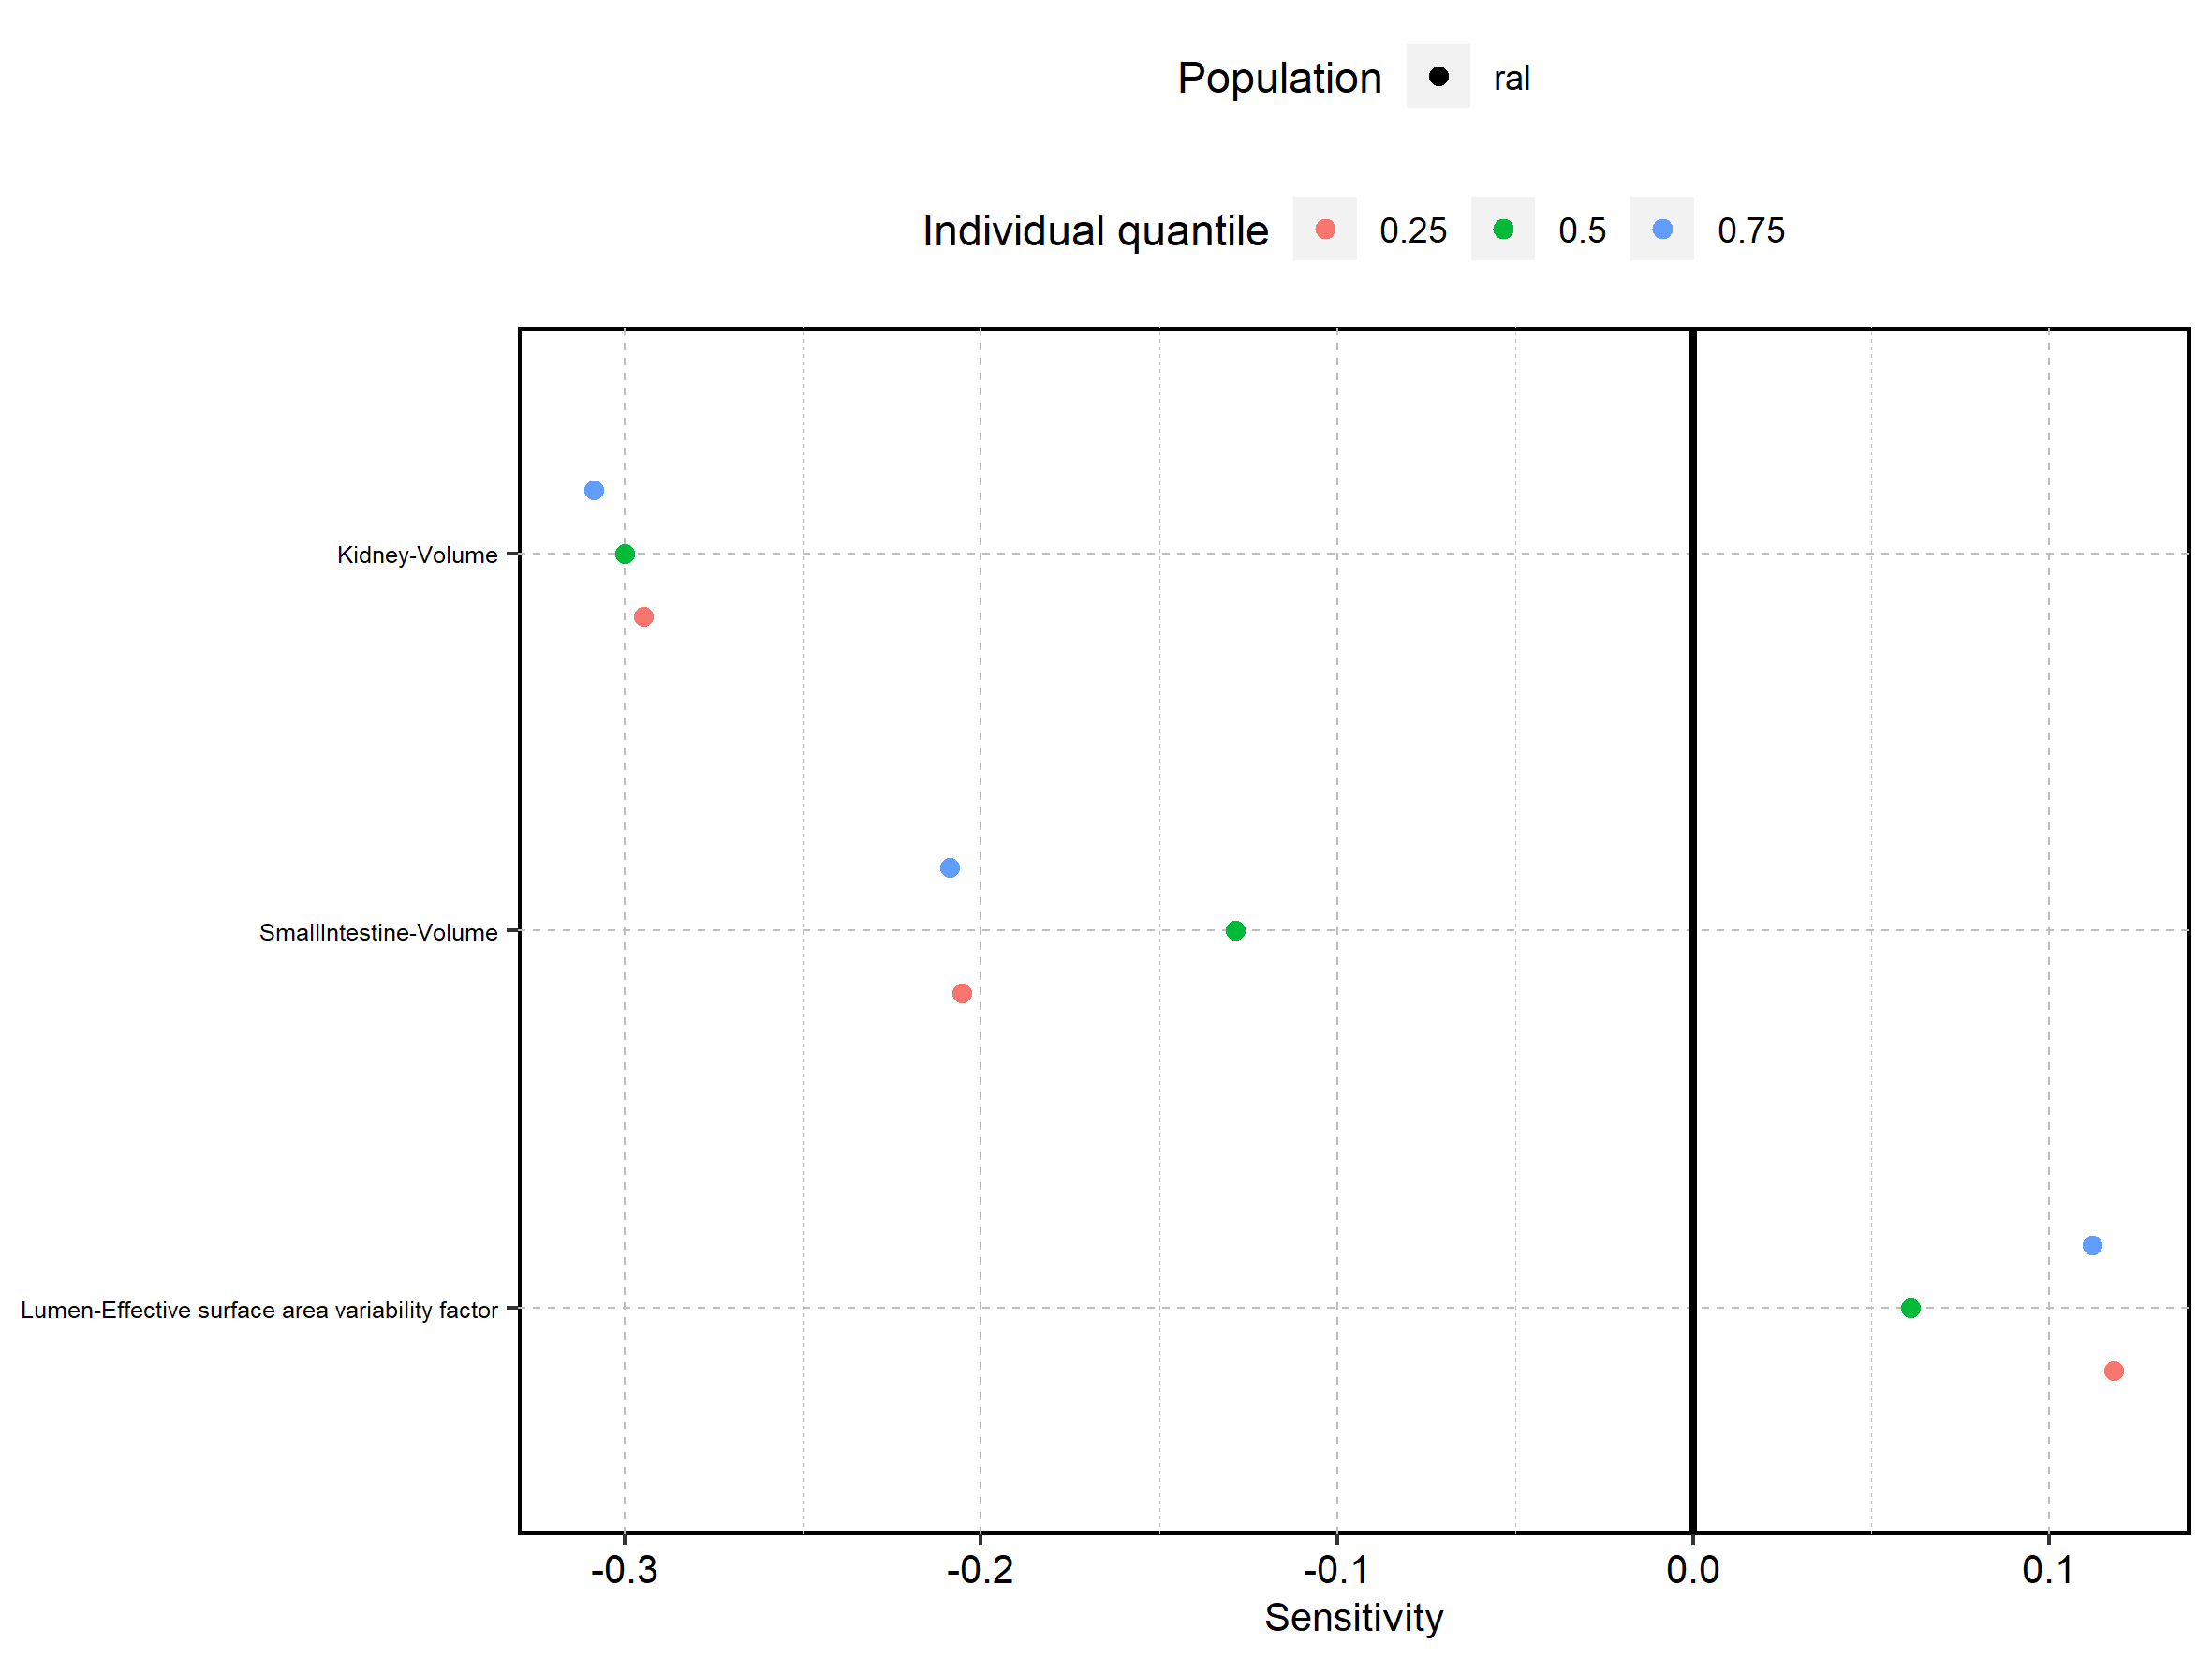 Population ral
Individual quantile 0.25 0.5 0.75
Kidney-Volume
SmallIntestine-Volume
Lumen-Effective surface area variability factor
-0.3 -0.2 -0.1 0.0 0.1
Sensitivity